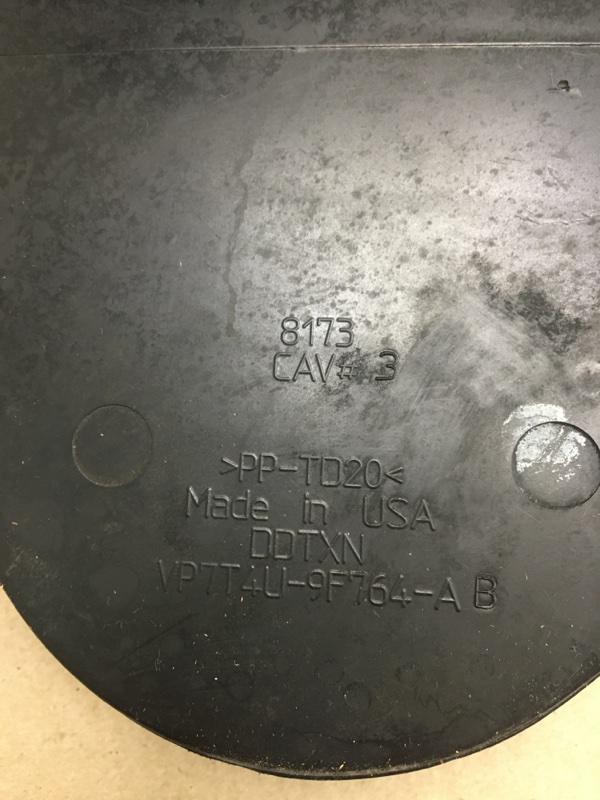 8173
CAV# 3
>PP-TD20<
Made in USA
DDTXN
VP7T4U-9F764-A B